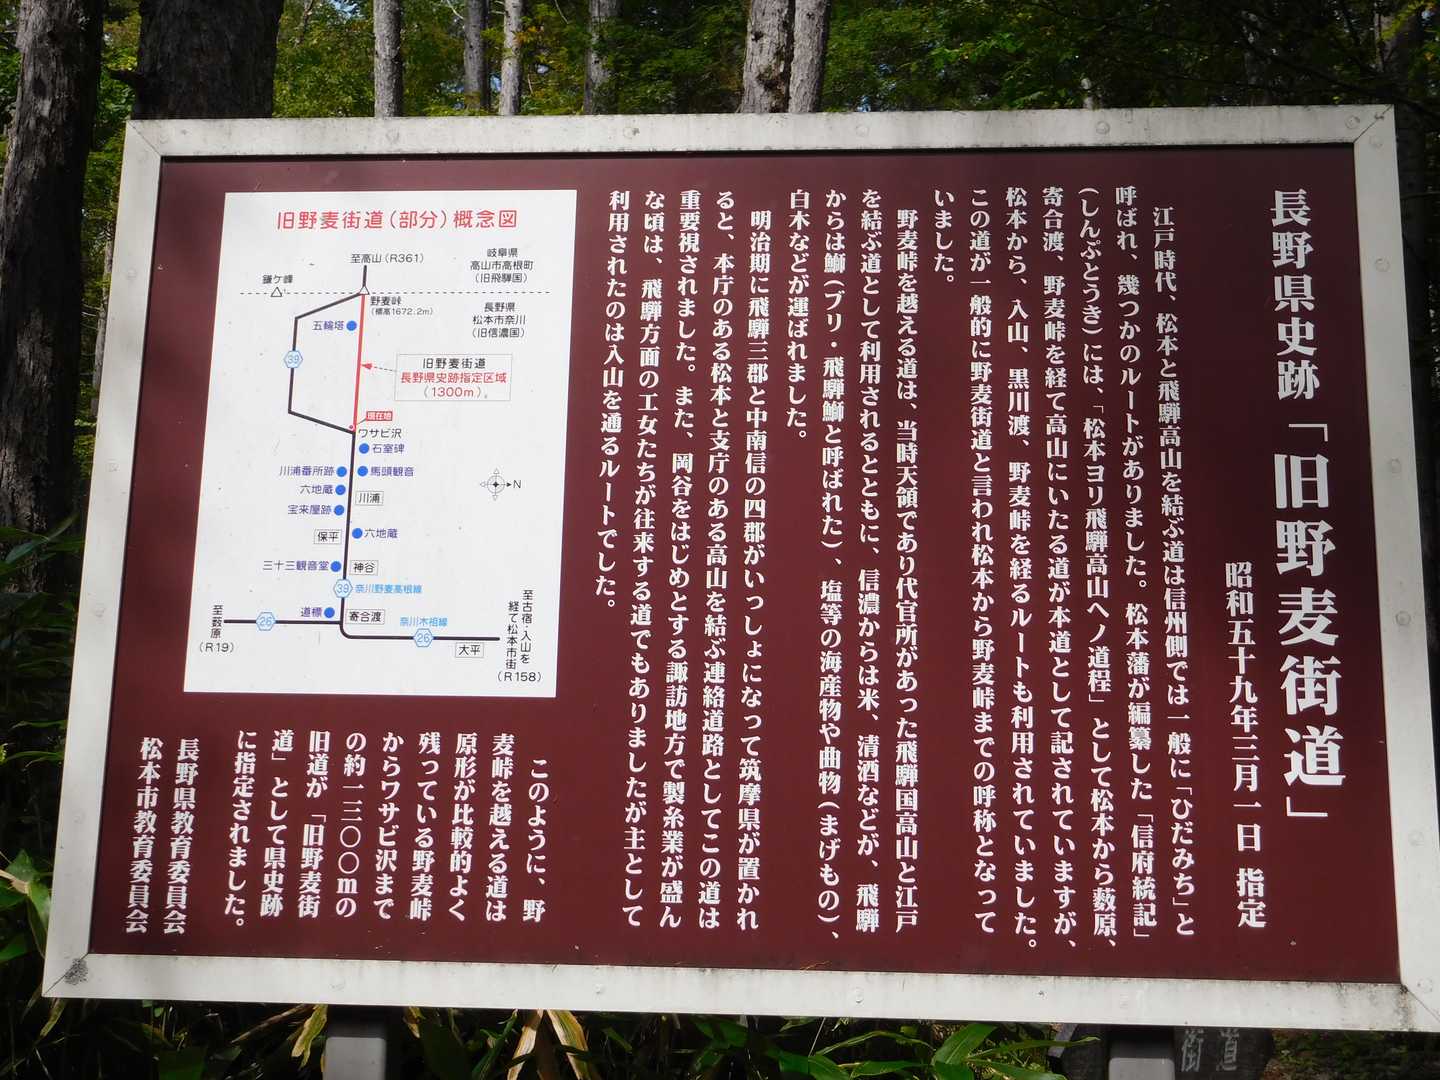 長野県史跡「旧野麦街道」
昭和五十九年三月一日 指定
江戸時代、松本と飛騨高山を結ぶ道は信州側では一般に「ひだみち」と
呼ばれ、幾つかのルートがありました。松本藩が編纂した「信府統記」
(しんぷとうき)には、「松本ヨリ飛騨高山ヘノ道程」として松本から薮原、
寄合渡、野麦峠を経て高山にいたる道が本道として記されていますが、
松本から、入山、黒川渡、野麦峠を経るルートも利用されていました。
この道が一般的に野麦街道と言われ松本から野麦峠までの呼称となって
いました。
野麦峠を越える道は、当時天領であり代官所があった飛騨国高山と江戸
を結ぶ道として利用されるとともに、信濃からは米、清酒などが、飛騨
からは鰤(ブリ・飛騨鰤と呼ばれた)、塩等の海産物や曲物(まげもの)、
白木などが運ばれました。
明治期に飛騨三郡と中南信の四郡がいっしょになって筑摩県が置かれ
ると、本庁のある松本と支庁のある高山を結ぶ連絡道路としてこの道は
重要視されました。また、岡谷をはじめとする諏訪地方で製糸業が盛ん
な頃は、飛騨方面の工女たちが往来する道でもありましたが主として
利用されたのは入山を通るルートでした。
このように、野
麦峠を越える道は
原形が比較的よく
残っている野麦峠
からワサビ沢まで
の約一三〇〇mの
旧道が「旧野麦街
道」として県史跡
に指定されました。
長野県教育委員会
松本市教育委員会
旧野麦街道(部分)概念図
至高山(R361)
岐阜県
高山市高根町
(旧飛騨国)
鎌ケ峰
野麦峠
(標高1672.2m)
長野県
松本市奈川
(旧信濃国)
五輪塔
39
旧野麦街道
長野県史跡指定区域
(1300m)
現在地
ワサビ沢
石室碑
川浦番所跡
馬頭観音
六地蔵
川浦
宝来屋跡
保平
六地蔵
三十三観音堂
神谷
39
奈川野麦高根線
道標
寄合渡
奈川木祖線
26
26
大平
至薮原
(R19)
至古宿・入山を
経て松本市街
(R158)
N
街道